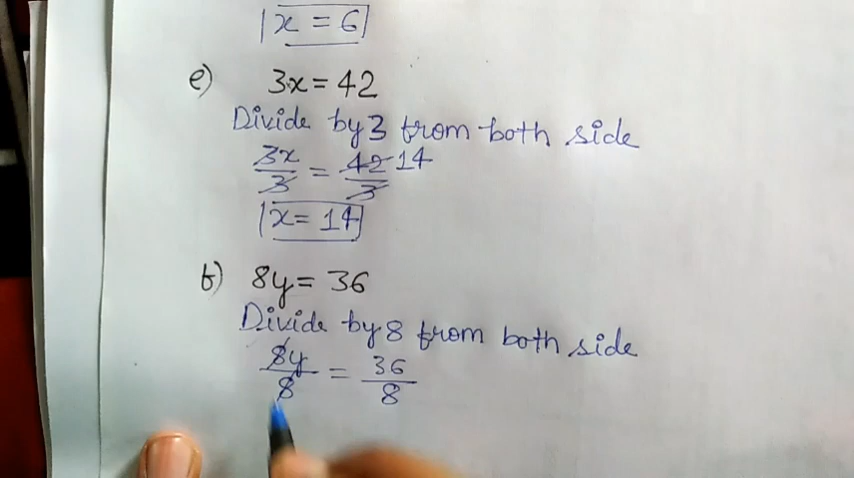 x = 6
e) 3x = 42
Divide by 3 from both side
3x/3 = 42/3 14
x = 14
f) 8y = 36
Divide by 8 from both side
8y/8 = 36/8